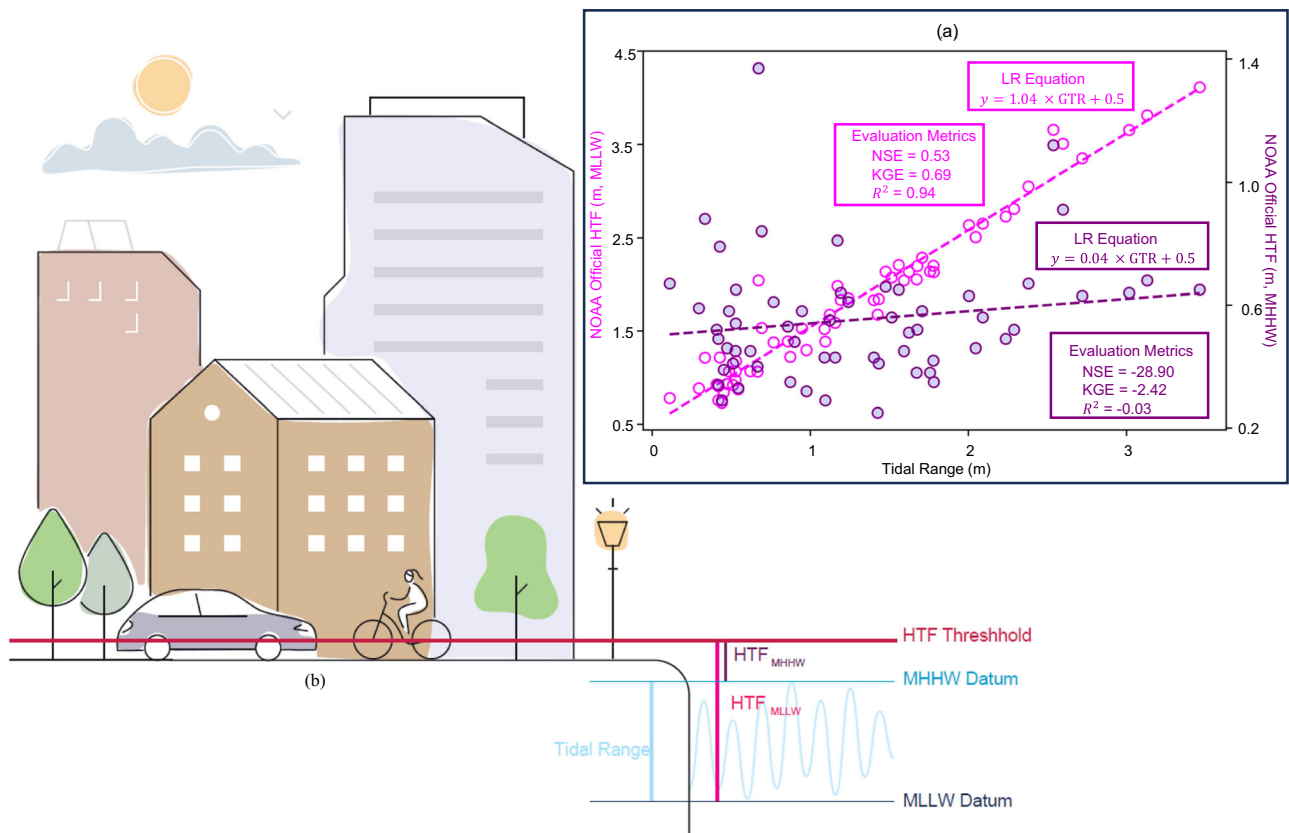 (a)
4.5
3.5
2.5
1.5
0.5
NOAA Official HTF (m, MLLW)
LR Equation
y = 1.04 × GTR + 0.5
Evaluation Metrics
NSE = 0.53
KGE = 0.69
R² = 0.94
LR Equation
y = 0.04 × GTR + 0.5
Evaluation Metrics
NSE = -28.90
KGE = -2.42
R² = -0.03
1.4
1.0
0.6
0.2
NOAA Official HTF (m, MHHW)
0 1 2 3
Tidal Range (m)
HTF Threshhold
HTF MHHW
MHHW Datum
(b)
HTF MLLW
Tidal Range
MLLW Datum